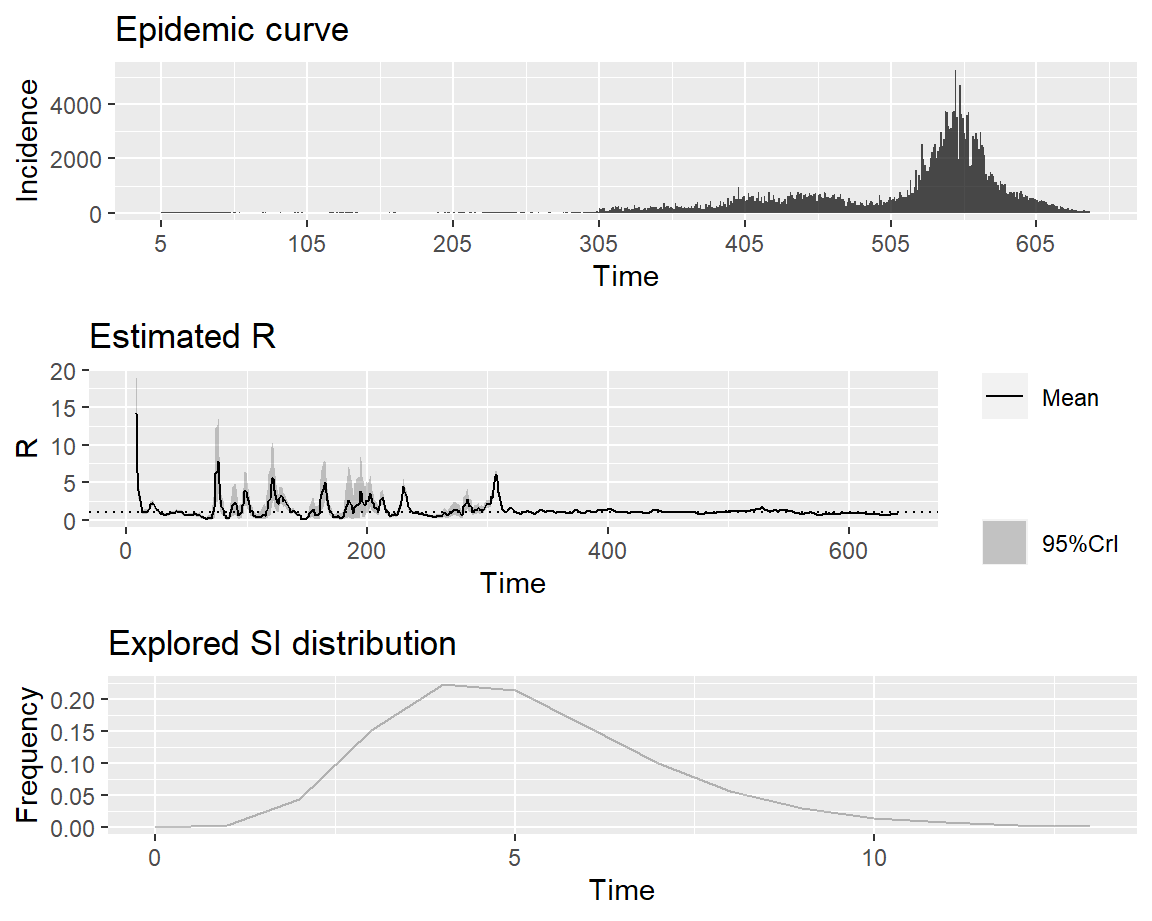 Epidemic curve
Incidence
4000
2000
0
5 105 205 305 405 505 605
Time
Estimated R
R
20
15
10
5
0
0 200 400 600
Time
Mean
95%CrI
Explored SI distribution
Frequency
0.20
0.15
0.10
0.05
0.00
0 5 10
Time